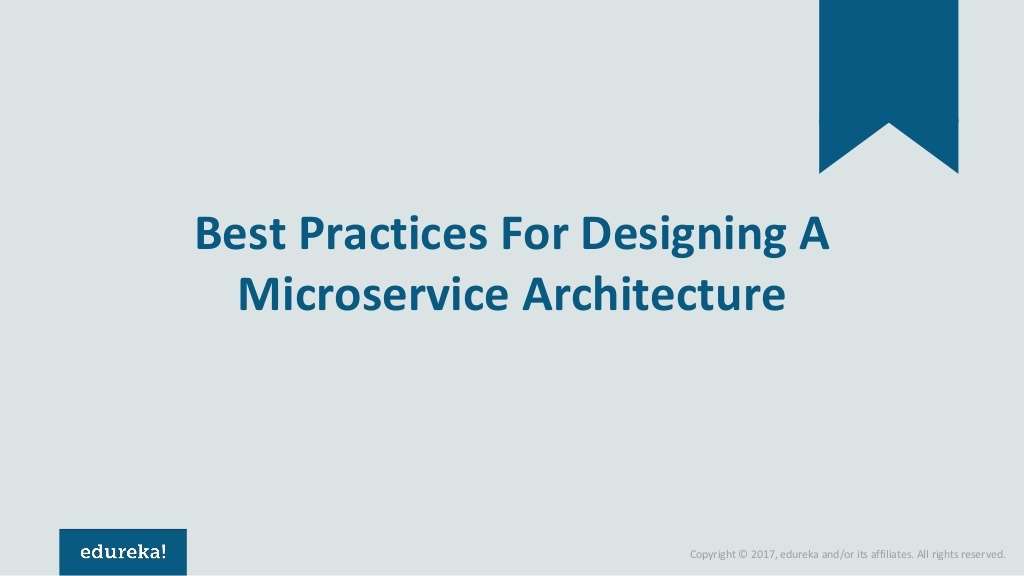 Best Practices For Designing A
Microservice Architecture
edureka!
Copyright © 2017, edureka and/or its affiliates. All rights reserved.